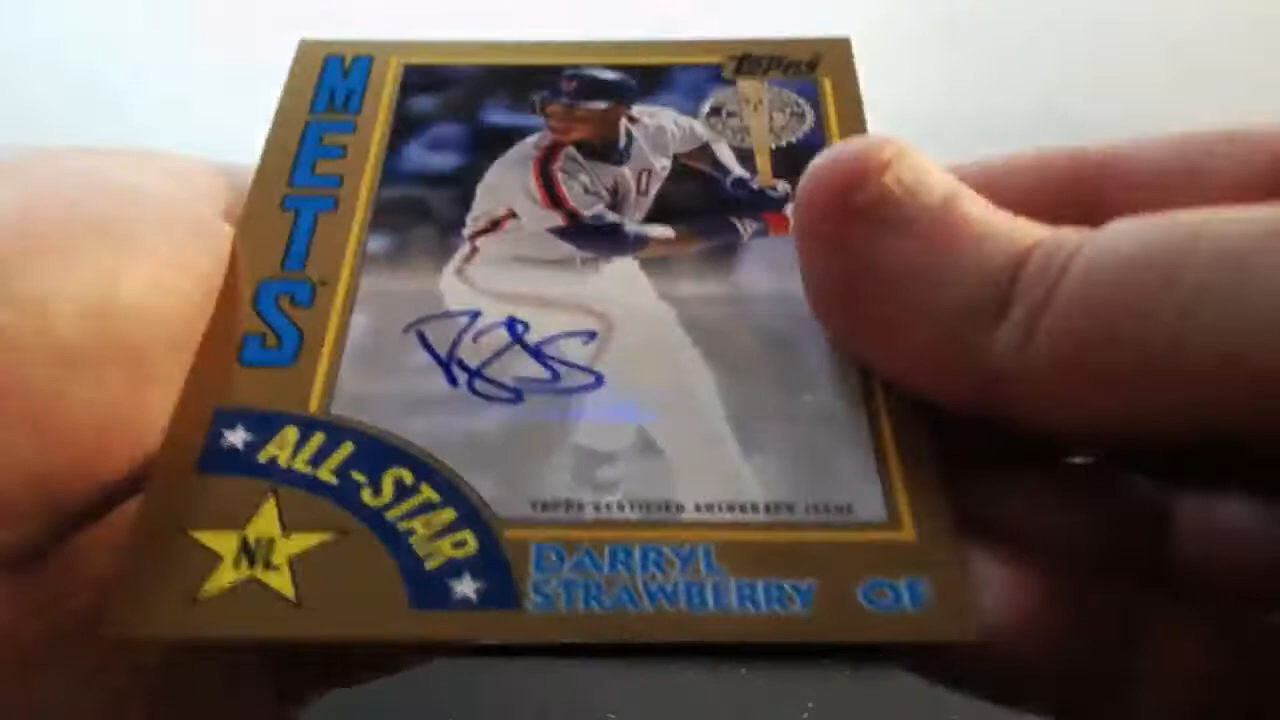 METS
Topps
ALL-STAR
NL
TOPPS CERTIFIED AUTOGRAPH ISSUE
DARRYL
STRAWBERRY OF